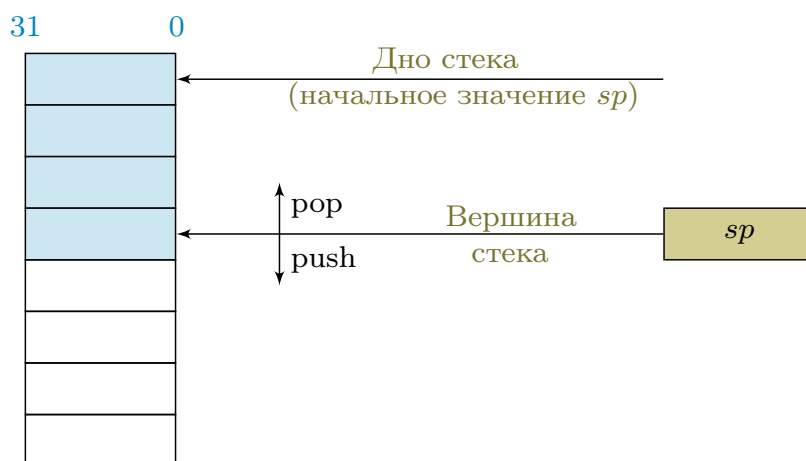 31 0
Дно стека
(начальное значение sp)
pop
Вершина
sp
push
стека